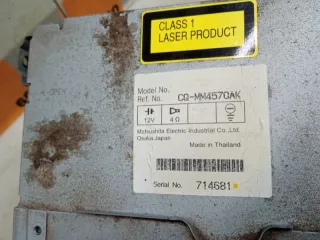 CLASS 1
LASER PRODUCT
Model No.
Ref. No. CQ-MM4570AK
12V 4Ω
Matsushita Electric Industrial Co.,Ltd.
Osaka,Japan
Made in Thailand
Serial No. 714681